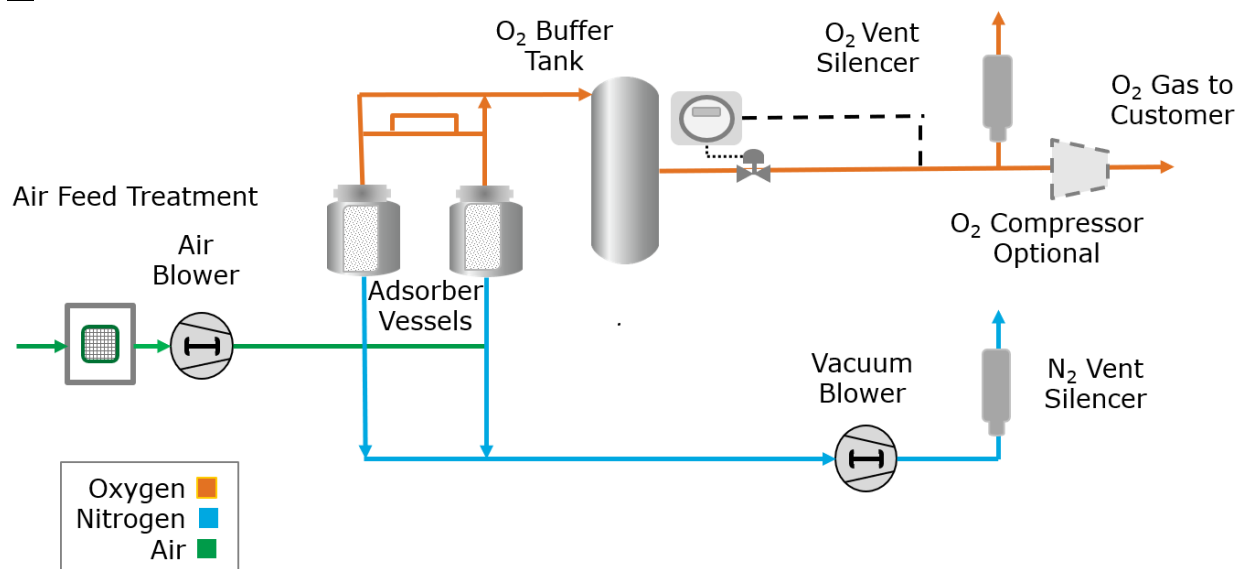 O₂ Buffer
Tank
O₂ Vent
Silencer
O₂ Gas to
Customer
Air Feed Treatment
Air
Blower
Adsorber
Vessels
O₂ Compressor
Optional
Vacuum
Blower
N₂ Vent
Silencer
Oxygen
Nitrogen
Air